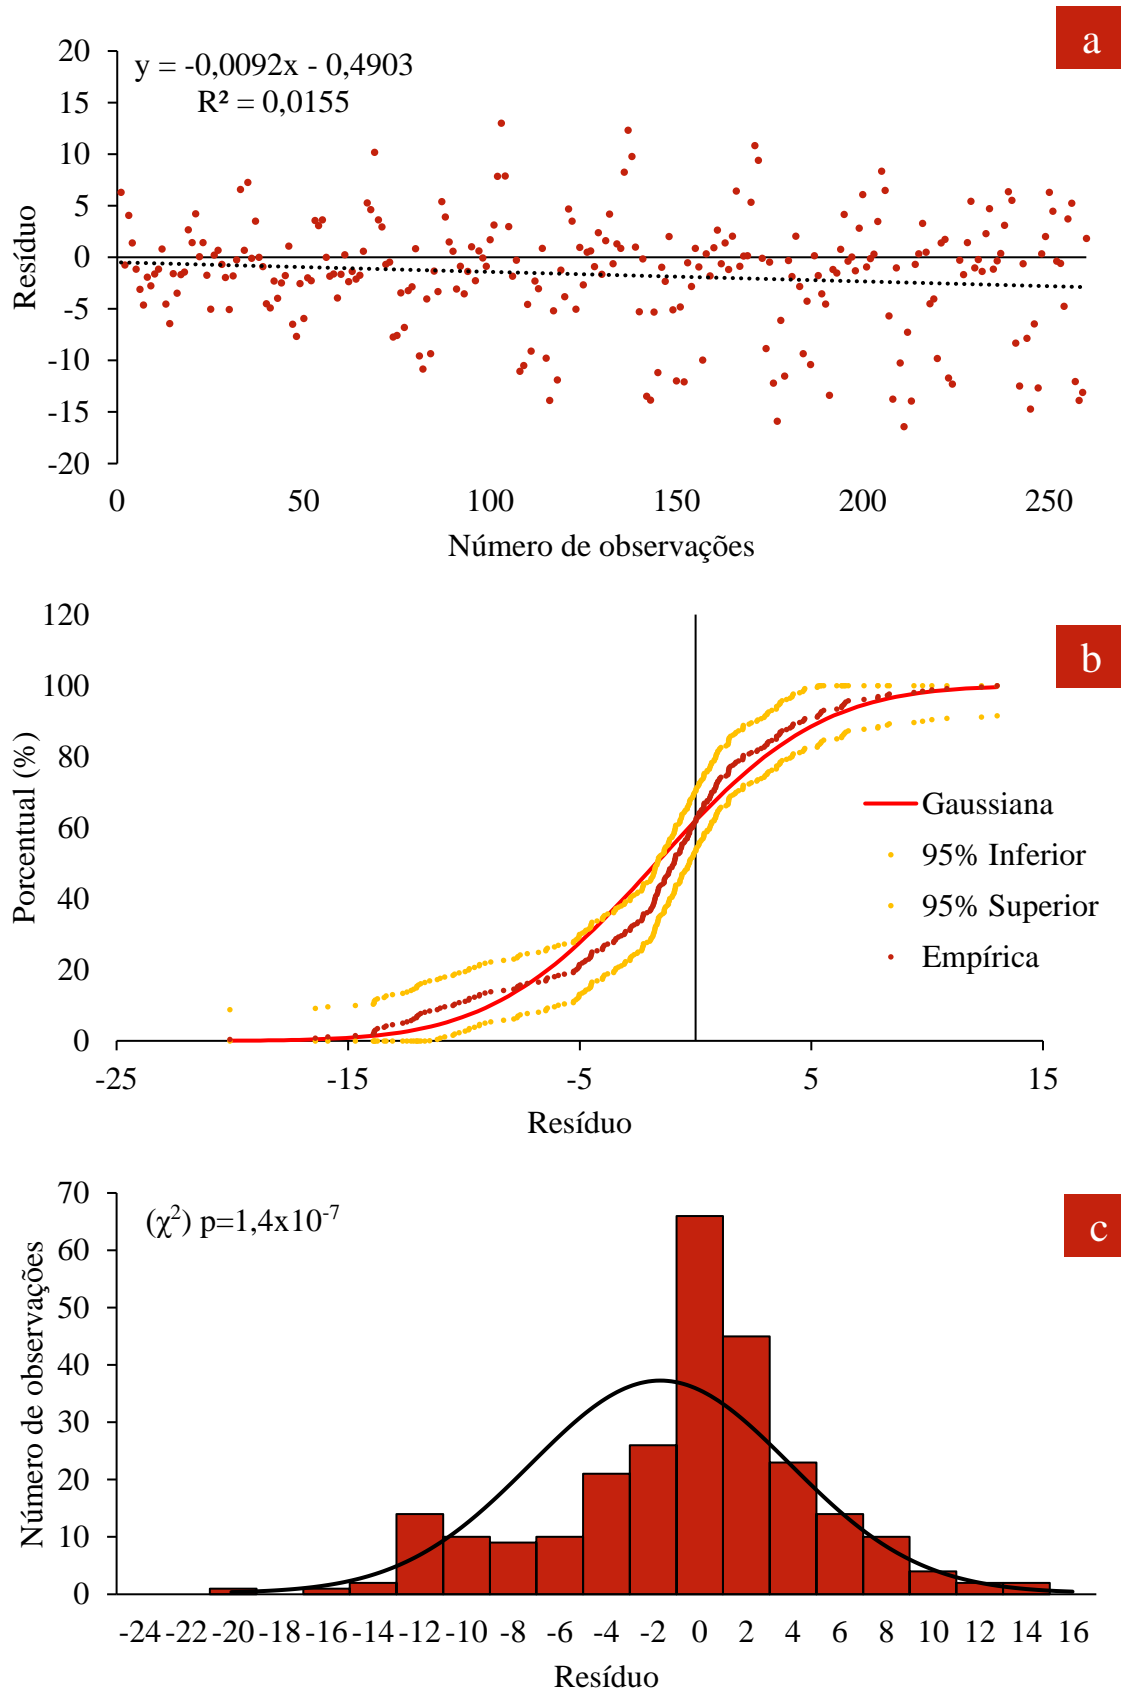 a
20
y = -0,0092x - 0,4903
R² = 0,0155
15
10
5
0
-5
-10
-15
-20
Resíduo
0 50 100 150 200 250
Número de observações
b
120
100
80
60
40
20
0
Porcentual (%)
Gaussiana
95% Inferior
95% Superior
Empírica
-25 -15 -5 5 15
Resíduo
c
70
(χ²) p=1,4x10⁻⁷
60
50
40
30
20
10
0
Número de observações
-24 -22 -20 -18 -16 -14 -12 -10 -8 -6 -4 -2 0 2 4 6 8 10 12 14 16
Resíduo